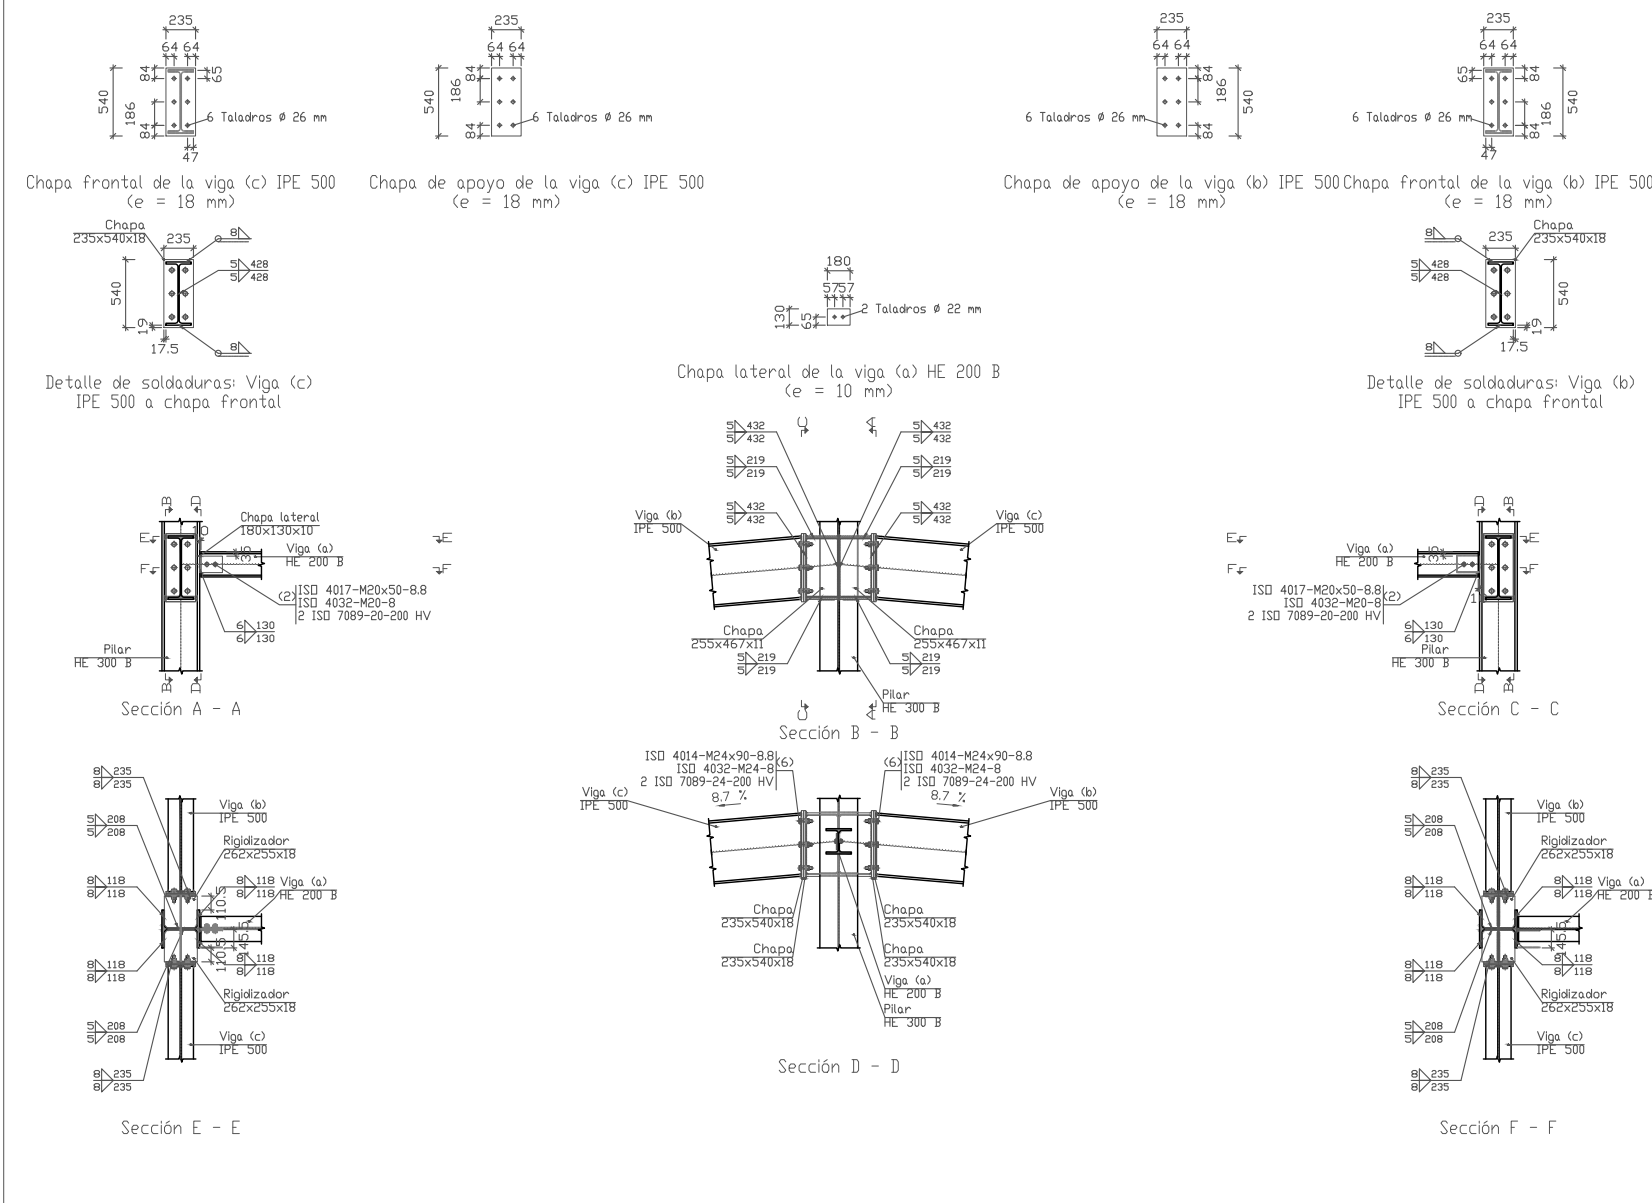 235
64 64
84
65
540
186
84
47
6 Taladros Ø 26 mm
Chapa frontal de la viga (c) IPE 500
(e = 18 mm)
235
64 64
84
540
186
84
6 Taladros Ø 26 mm
Chapa de apoyo de la viga (c) IPE 500
(e = 18 mm)
235
64 64
84
186
540
84
6 Taladros Ø 26 mm
Chapa de apoyo de la viga (b) IPE 500
(e = 18 mm)
235
64 64
65
84
186
540
84
47
6 Taladros Ø 26 mm
Chapa frontal de la viga (b) IPE 500
(e = 18 mm)
Chapa
235x540x18
235
8
5 428
5 428
540
19
17.5
8
Detalle de soldaduras: Viga (c)
IPE 500 a chapa frontal
180
57 57
130
65
2 Taladros Ø 22 mm
Chapa lateral de la viga (a) HE 200 B
(e = 10 mm)
Chapa
235x540x18
235
8
5 428
5 428
540
19
17.5
8
Detalle de soldaduras: Viga (b)
IPE 500 a chapa frontal
B D
E E
F F
Chapa lateral
180x130x10
35
Viga (a)
HE 200 B
(2)
ISO 4017-M20x50-8.8
ISO 4032-M20-8
2 ISO 7089-20-200 HV
6 130
6 130
Pilar
HE 300 B
B D
Sección A - A
C A
5 432
5 432
5 432
5 432
5 219
5 219
5 219
5 219
5 432
5 432
5 432
5 432
Viga (b)
IPE 500
Viga (c)
IPE 500
Chapa
255x467x11
Chapa
255x467x11
5 219
5 219
5 219
5 219
Pilar
HE 300 B
C A
Sección B - B
D B
E E
F F
Viga (a)
HE 200 B
35
ISO 4017-M20x50-8.8
ISO 4032-M20-8
2 ISO 7089-20-200 HV
(2)
6 130
6 130
Pilar
HE 300 B
D B
Sección C - C
ISO 4014-M24x90-8.8
ISO 4032-M24-8
2 ISO 7089-24-200 HV
(6)
(6)
ISO 4014-M24x90-8.8
ISO 4032-M24-8
2 ISO 7089-24-200 HV
8.7 %
8.7 %
Viga (c)
IPE 500
Viga (b)
IPE 500
Chapa
235x540x18
Chapa
235x540x18
Chapa
235x540x18
Chapa
235x540x18
Viga (a)
HE 200 B
Pilar
HE 300 B
Sección D - D
8 235
8 235
Viga (b)
IPE 500
5 208
5 208
Rigidizador
262x255x18
8 118
8 118
8 118
8 118
110.5
Viga (a)
HE 200 B
145.5
110.5
8 118
8 118
8 118
8 118
Rigidizador
262x255x18
5 208
5 208
Viga (c)
IPE 500
8 235
8 235
Sección E - E
8 235
8 235
Viga (b)
IPE 500
5 208
5 208
Rigidizador
262x255x18
8 118
8 118
8 118
8 118
Viga (a)
HE 200 B
145.5
8 118
8 118
8 118
8 118
Rigidizador
262x255x18
5 208
5 208
Viga (c)
IPE 500
8 235
8 235
Sección F - F